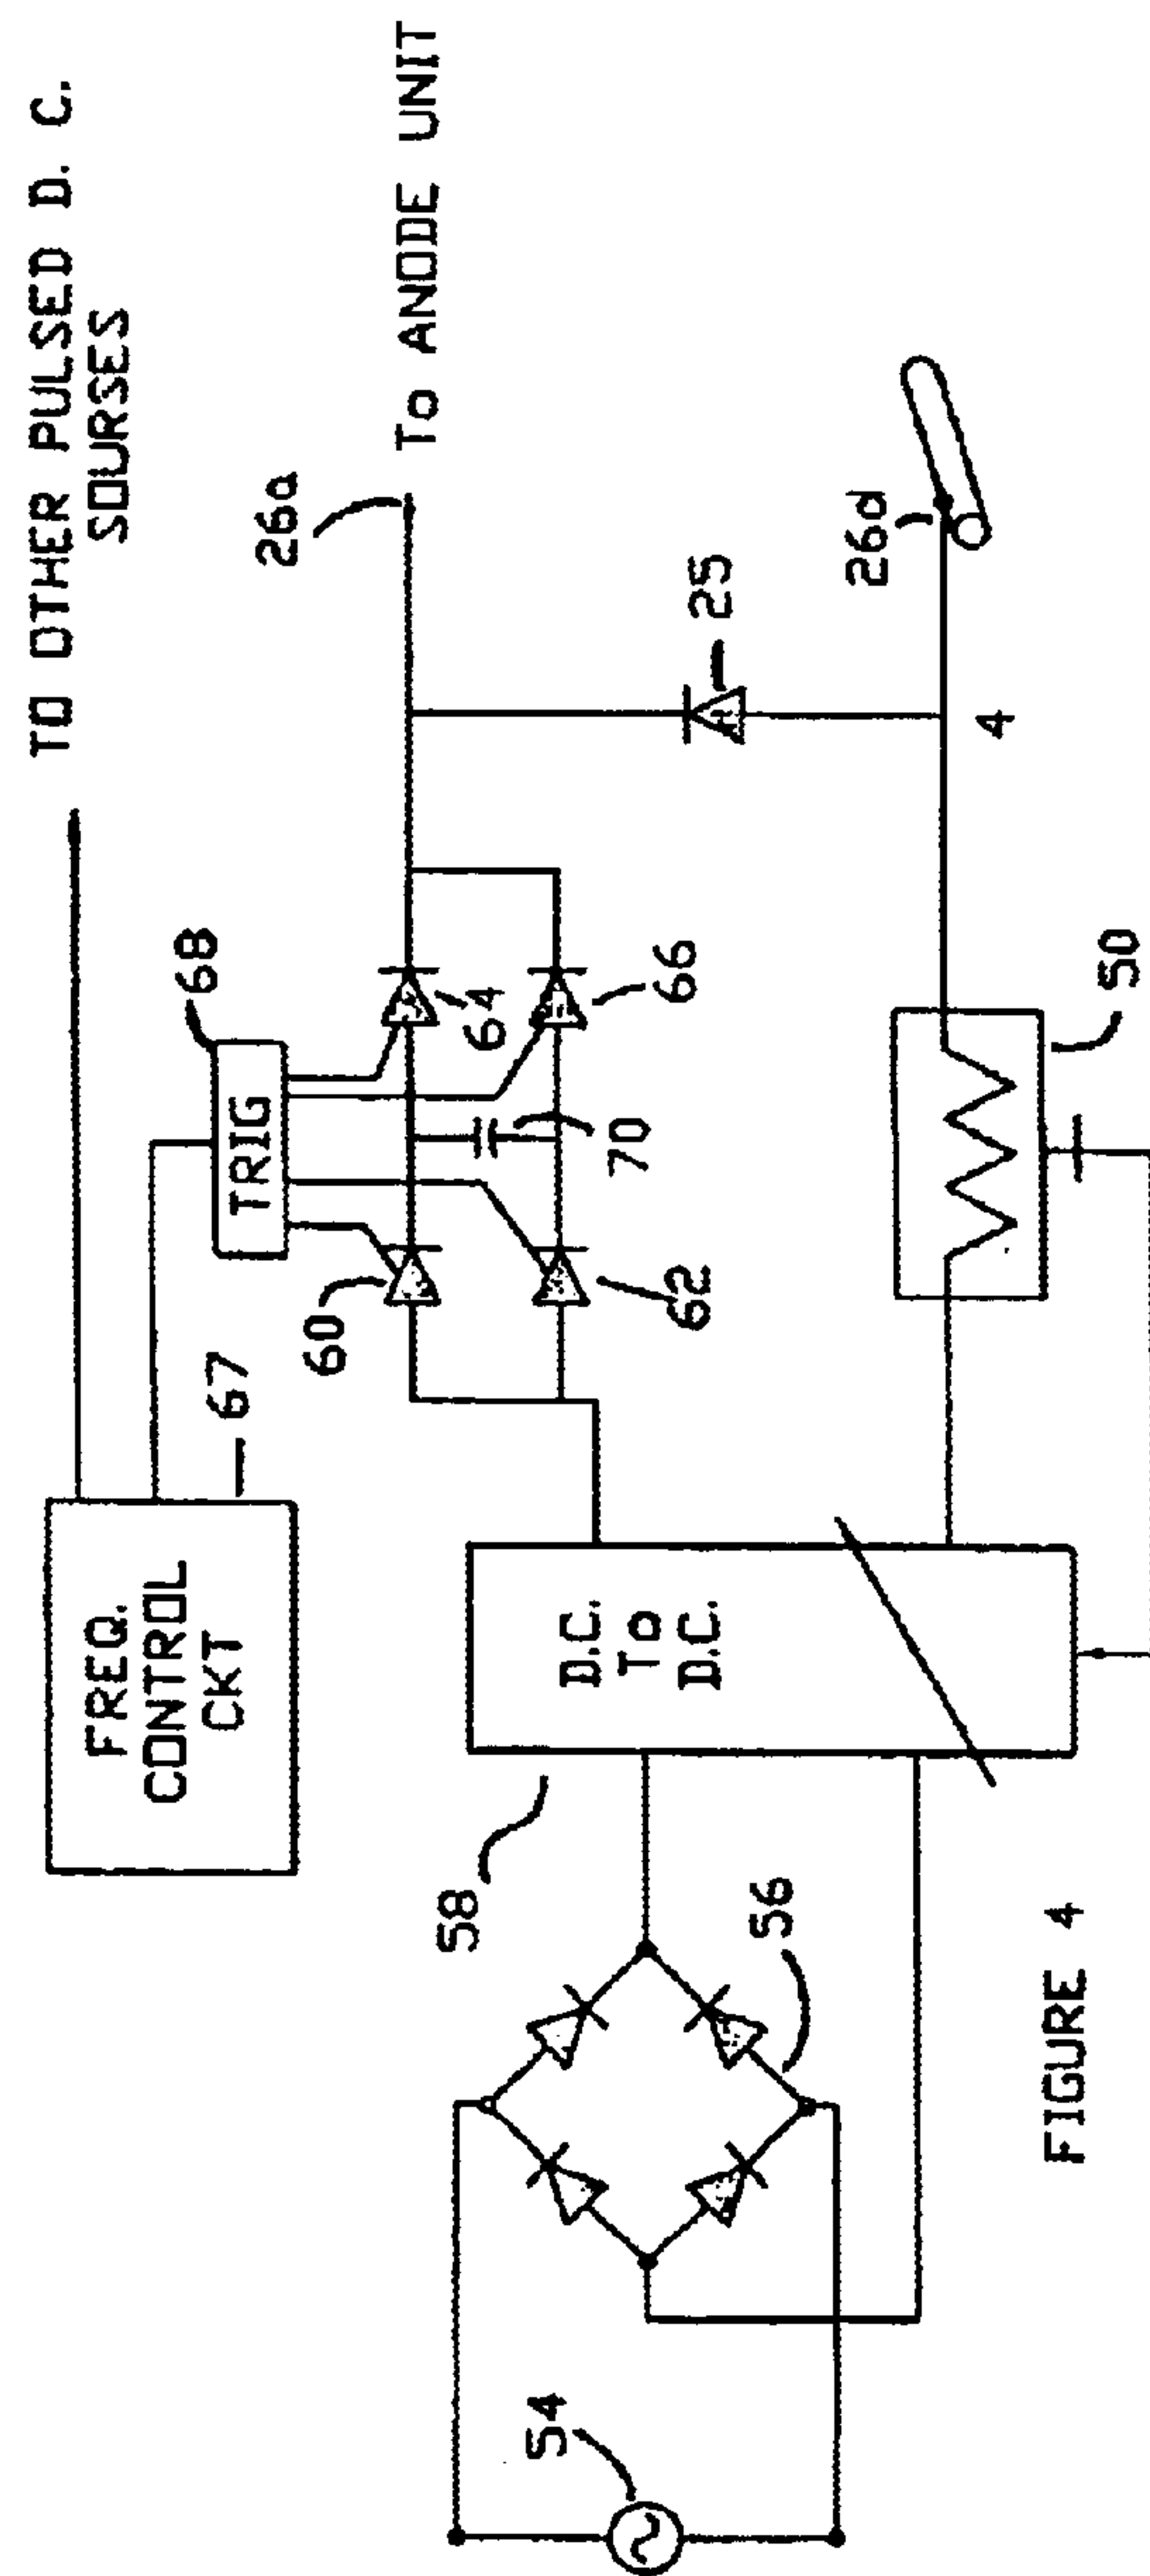 TO OTHER PULSED D. C.
SOURSES
To ANODE UNIT
26a
68
TRIG
64
66
60
62
70
25
26d
4
50
67
FREQ.
CONTROL
CKT
D.C.
To
D.C.
58
56
54
FIGURE 4